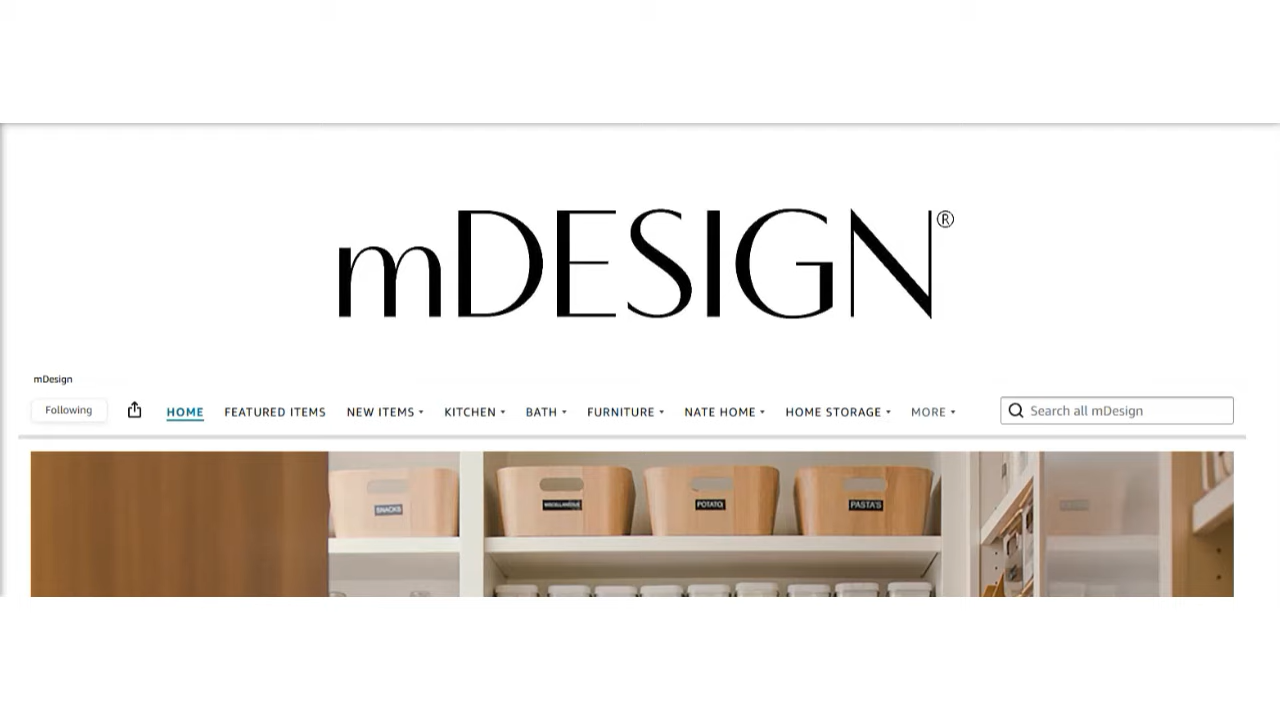 mDESIGN®
mDesign
Following HOME FEATURED ITEMS NEW ITEMS KITCHEN BATH FURNITURE NATE HOME HOME STORAGE MORE Search all mDesign
SNACKS MISCELLANEOUS POTATO PASTA'S